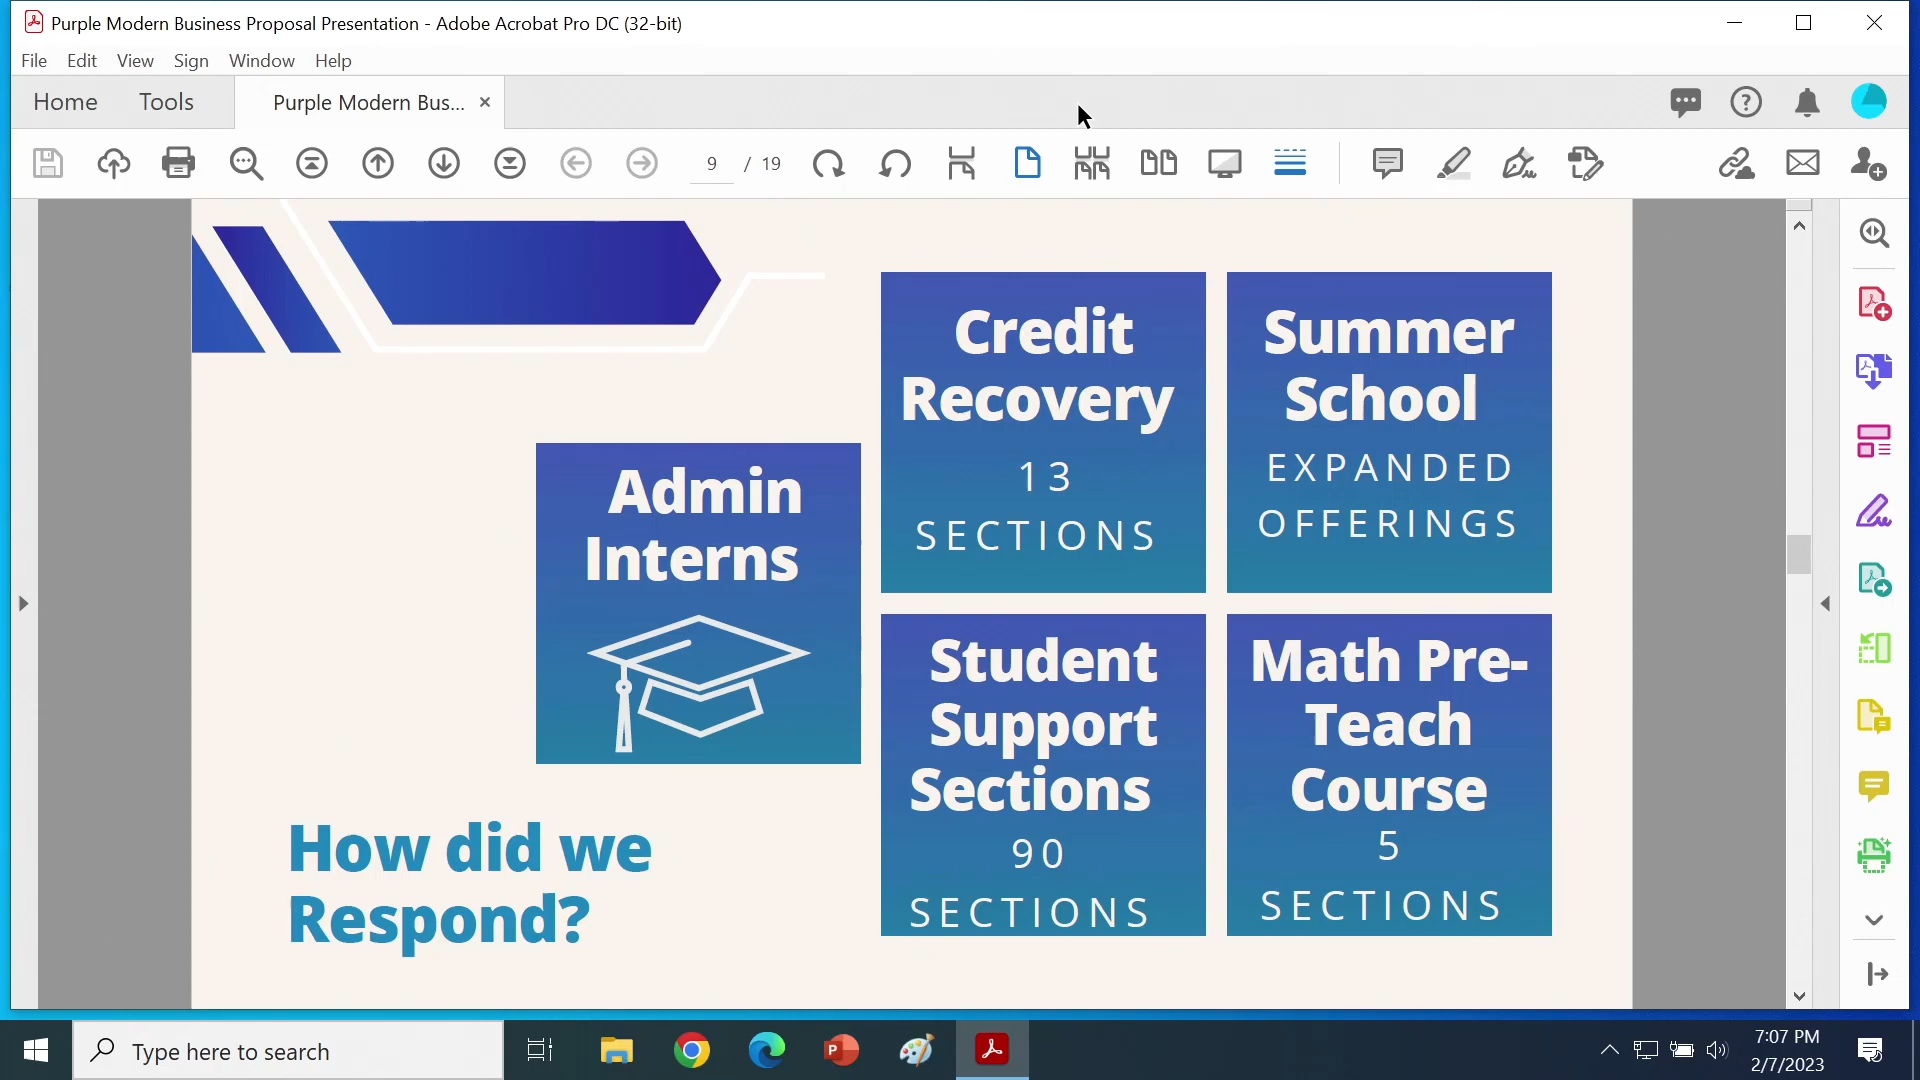 Purple Modern Business Proposal Presentation - Adobe Acrobat Pro DC (32-bit)
File Edit View Sign Window Help
Home Tools Purple Modern Bus... ×
9 / 19
Credit
Recovery
13
SECTIONS
Summer
School
EXPANDED
OFFERINGS
Admin
Interns
Student
Support
Sections
90
SECTIONS
Math Pre-
Teach
Course
5
SECTIONS
How did we
Respond?
Type here to search
7:07 PM
2/7/2023